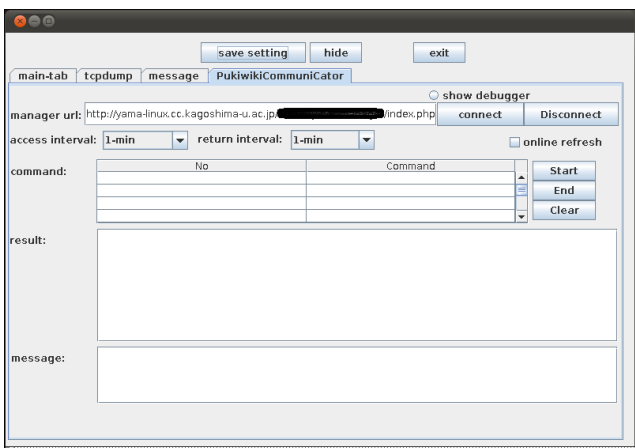 save setting hide exit
main-tab tcpdump message PukiwikiCommuniCator
show debugger
manager url: http://yama-linux.cc.kagoshima-u.ac.jp/ /index.php connect Disconnect
access interval: 1-min return interval: 1-min online refresh
command: No Command Start
End
Clear
result:
message: